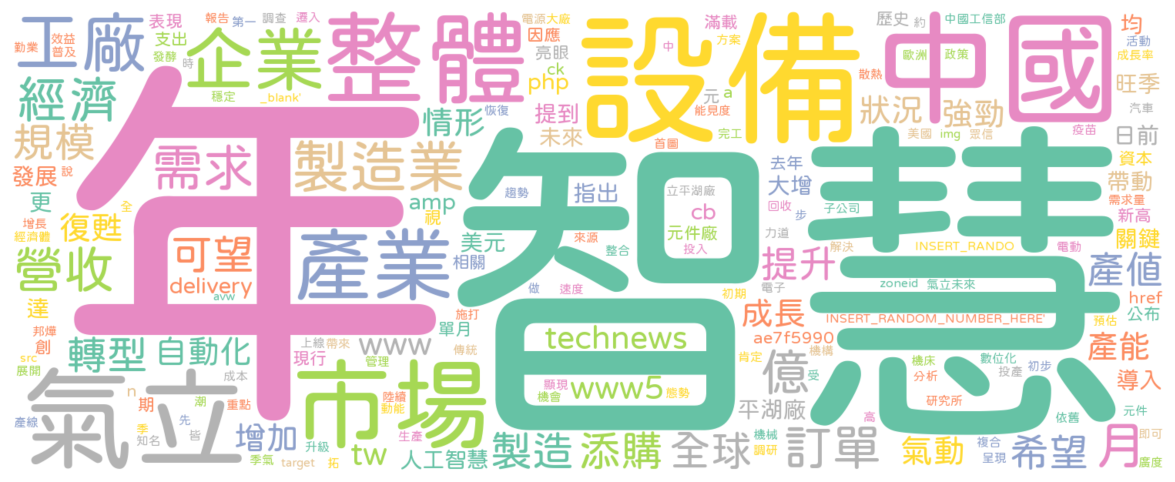 報告 第一 調查 遷入
電源大廠
滿載
歷史 約 中國工信部
均
表現
工廠
效益
勤業 普及
支出
企業
整體
因應
亮眼
方案
中
設備
歐洲 政策
中國
活動
成長率
發酵 時
穩定
_blank'
php
ck
散熱
旺季
元 a
能見度
經濟
提到
狀況
強勁
汽車
恢復
情形
未來
完工
美國 img 眾信
疫苗
首圖
日前
規模
年
需求
製造業
智慧
去年
資本
發展 說
趨勢 指出
立平湖廠
大增
帶動
更
全
amp
視
cb
回收 步
子公司
需求量
新高
增長
復甦
經濟體
可望
產業
美元
來源
元件廠
力道
INSERT_RANDO
電動
關鍵
整合
投入
解決
營收
相關
提升
產值
delivery
avw
做 速度
初期
電子
zoneid 氣立未來
達
邦燁
創
施打
單月
成長
INSERT_RANDOM_NUMBER_HERE'
預估
href
公布
src
展開
轉型
自動化
上線 帶來
現行
www
傳統
管理
technews
ae7f5990
肯定 機構
機床
數位化
產能
成本
市場
顯現
機會
www5
態勢
億
受
分析
投產
初步
導入
氣立
n
期
潮
重點
陸續
動能
平湖廠
研究所
產線
季
知名
先
皆
增加
升級
tw
生產
製造
添購
全球
機械
調研
訂單
高
氣動
複合
呈現
依舊
希望
元件
月
即可
廣度
季氣
target
拓
人工智慧